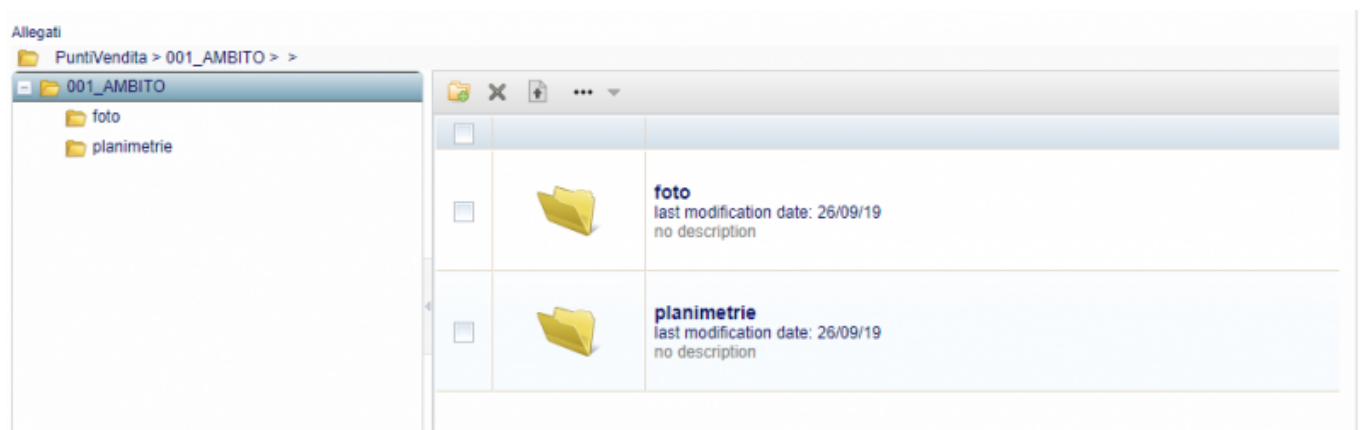 Allegati
PuntiVendita > 001_AMBITO > >
001_AMBITO
foto
planimetrie
foto
last modification date: 26/09/19
no description
planimetrie
last modification date: 26/09/19
no description